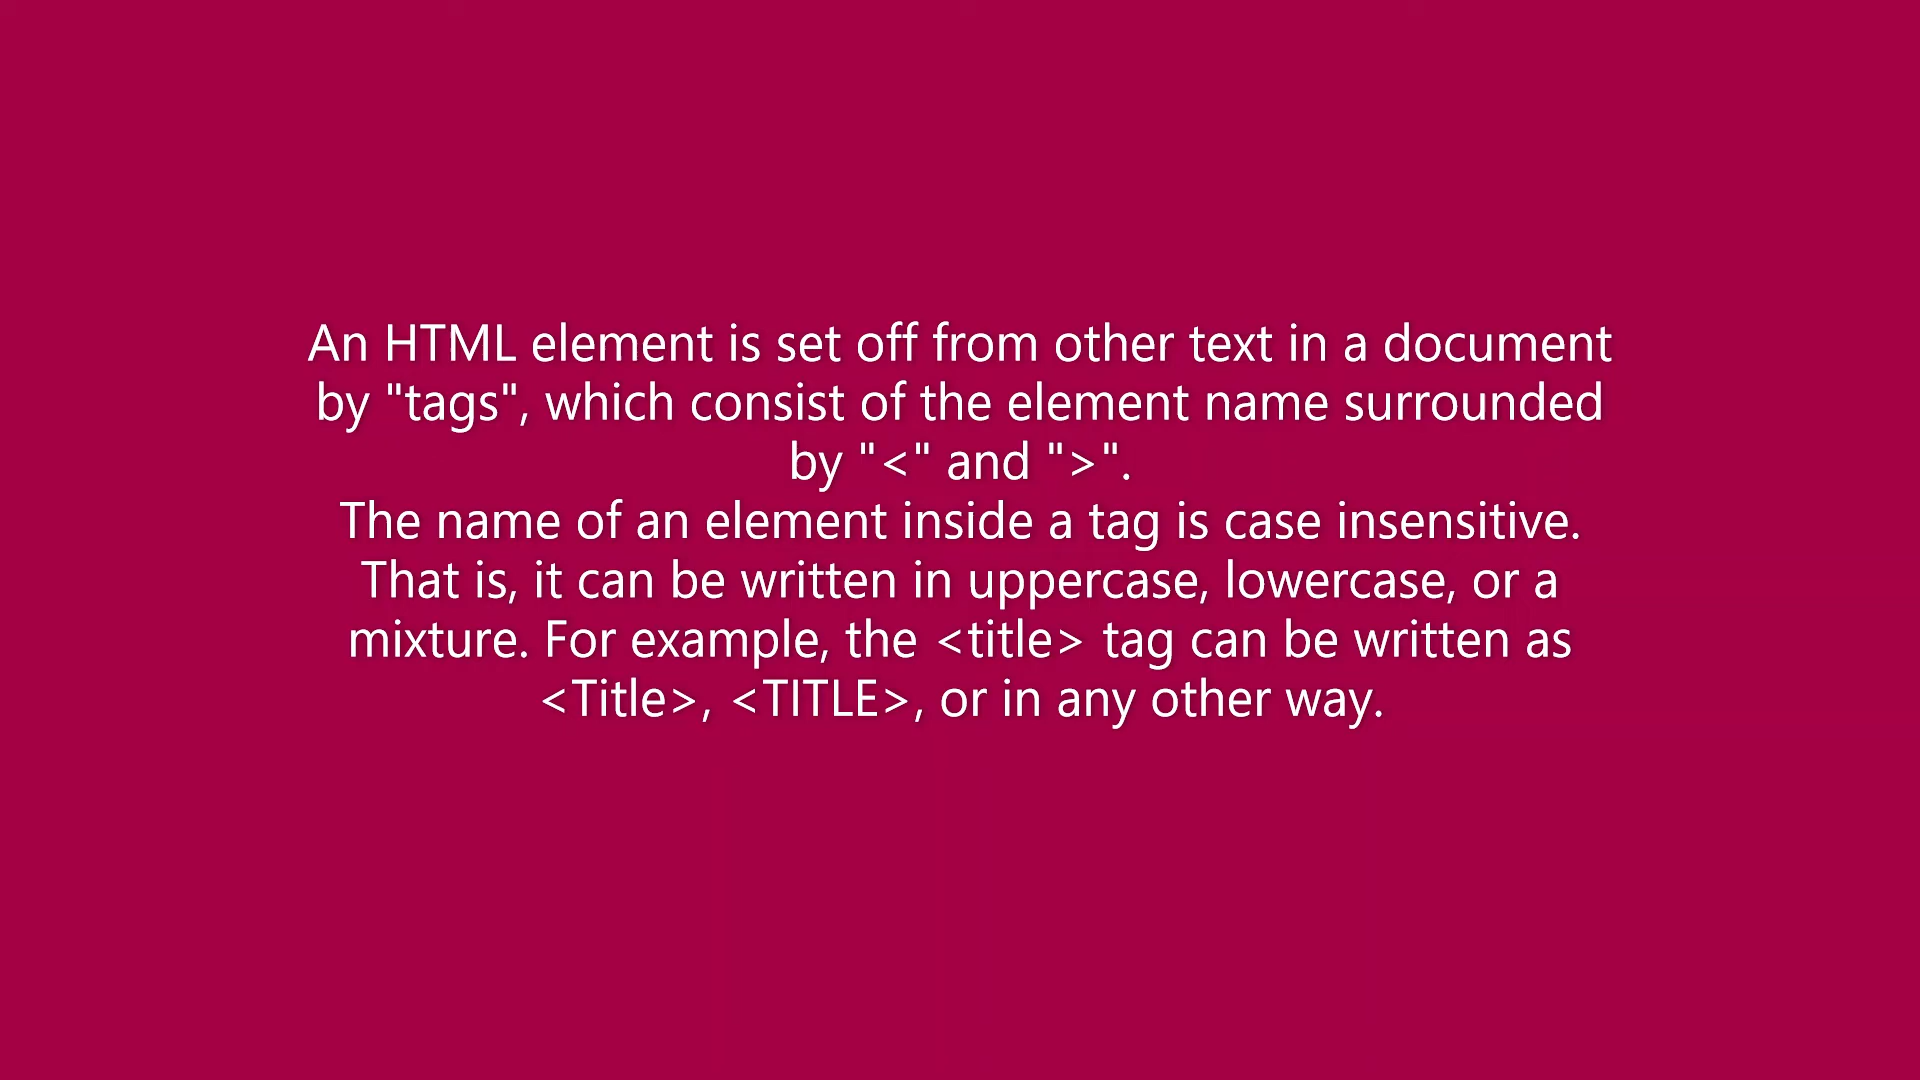 An HTML element is set off from other text in a document
by "tags", which consist of the element name surrounded
by "<" and ">".
The name of an element inside a tag is case insensitive.
That is, it can be written in uppercase, lowercase, or a
mixture. For example, the <title> tag can be written as
<Title>, <TITLE>, or in any other way.